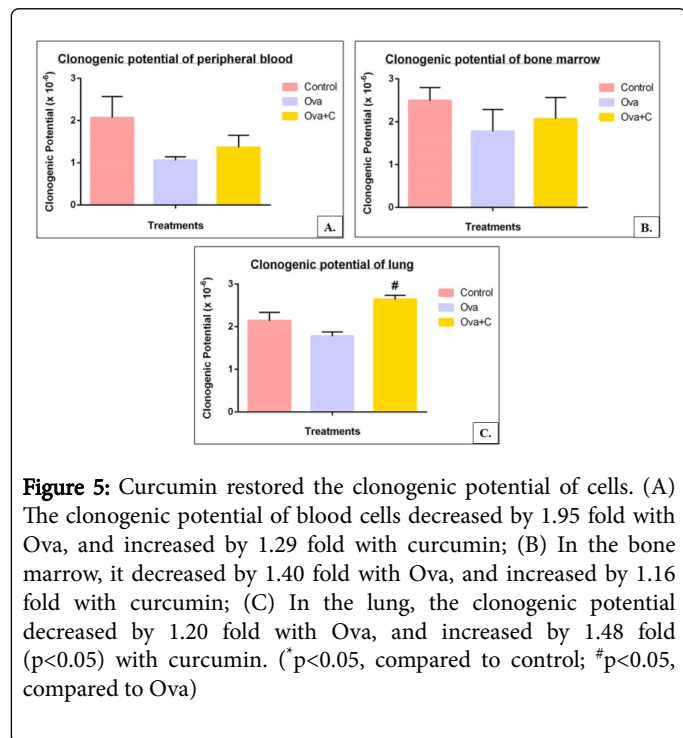 Clonogenic potential of peripheral blood
Clonogenic Potential (x 10⁻⁶)
3
2
1
0
Control
Ova
Ova+C
Treatments
A.
Clonogenic potential of bone marrow
Clonogenic Potential (x 10⁻⁶)
3
2
1
0
Control
Ova
Ova+C
Treatments
B.
Clonogenic potential of lung
Clonogenic Potential (x 10⁻⁶)
3
2
1
0
#
Control
Ova
Ova+C
Treatments
C.
Figure 5: Curcumin restored the clonogenic potential of cells. (A)
The clonogenic potential of blood cells decreased by 1.95 fold with
Ova, and increased by 1.29 fold with curcumin; (B) In the bone
marrow, it decreased by 1.40 fold with Ova, and increased by 1.16
fold with curcumin; (C) In the lung, the clonogenic potential
decreased by 1.20 fold with Ova, and increased by 1.48 fold
(p<0.05) with curcumin. (*p<0.05, compared to control; #p<0.05,
compared to Ova)